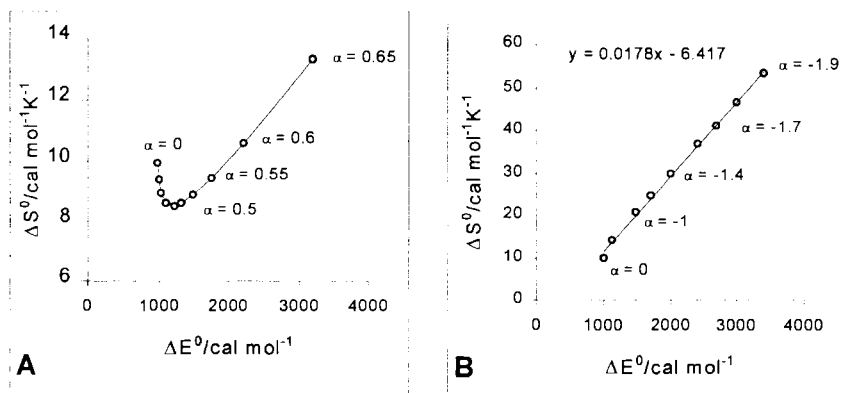 14
12
10
8
6
ΔS⁰/cal mol⁻¹K⁻¹
α = 0
α = 0.65
α = 0.6
α = 0.55
α = 0.5
0 1000 2000 3000 4000
ΔE⁰/cal mol⁻¹
A
60
50
40
30
20
10
0
ΔS⁰/cal mol⁻¹K⁻¹
y = 0.0178x - 6.417
α = -1.9
α = -1.7
α = -1.4
α = -1
α = 0
0 1000 2000 3000 4000
ΔE⁰/cal mol⁻¹
B